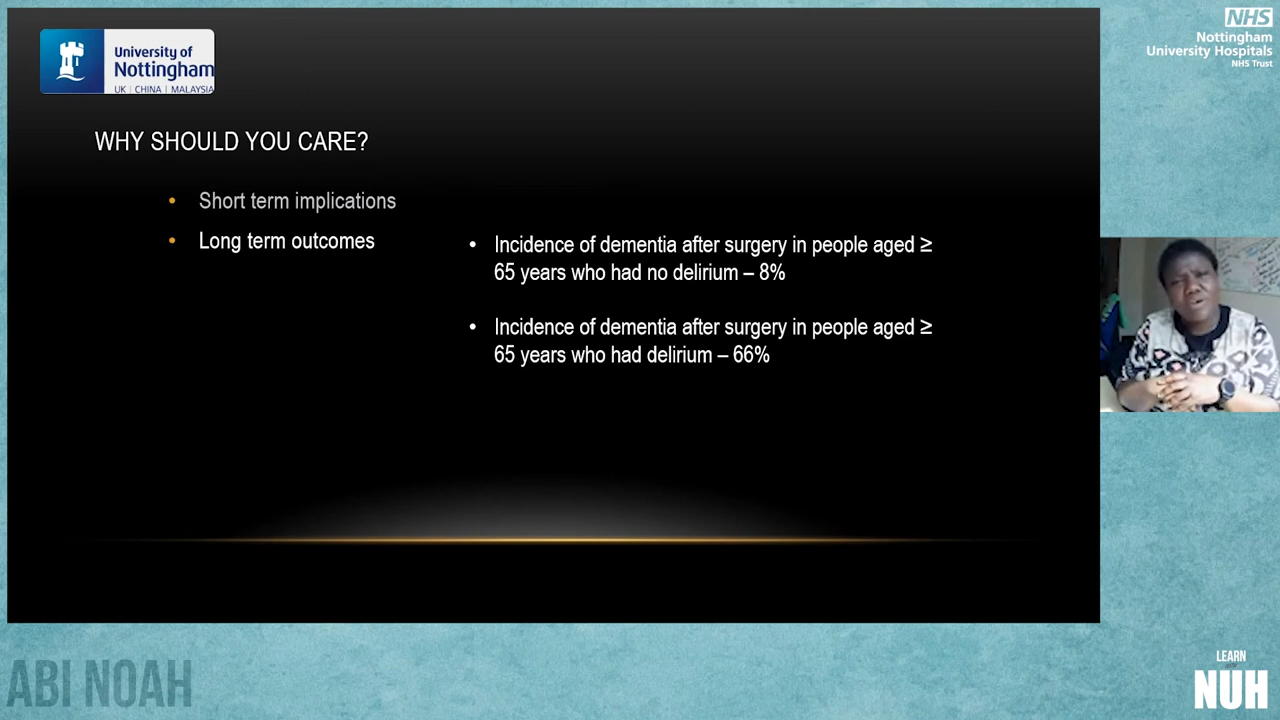 University of
Nottingham
UK | CHINA | MALAYSIA
NHS
Nottingham
University Hospitals
NHS Trust
WHY SHOULD YOU CARE?
• Short term implications
• Long term outcomes
• Incidence of dementia after surgery in people aged ≥
65 years who had no delirium – 8%
• Incidence of dementia after surgery in people aged ≥
65 years who had delirium – 66%
ABI NOAH
LEARN
NUH